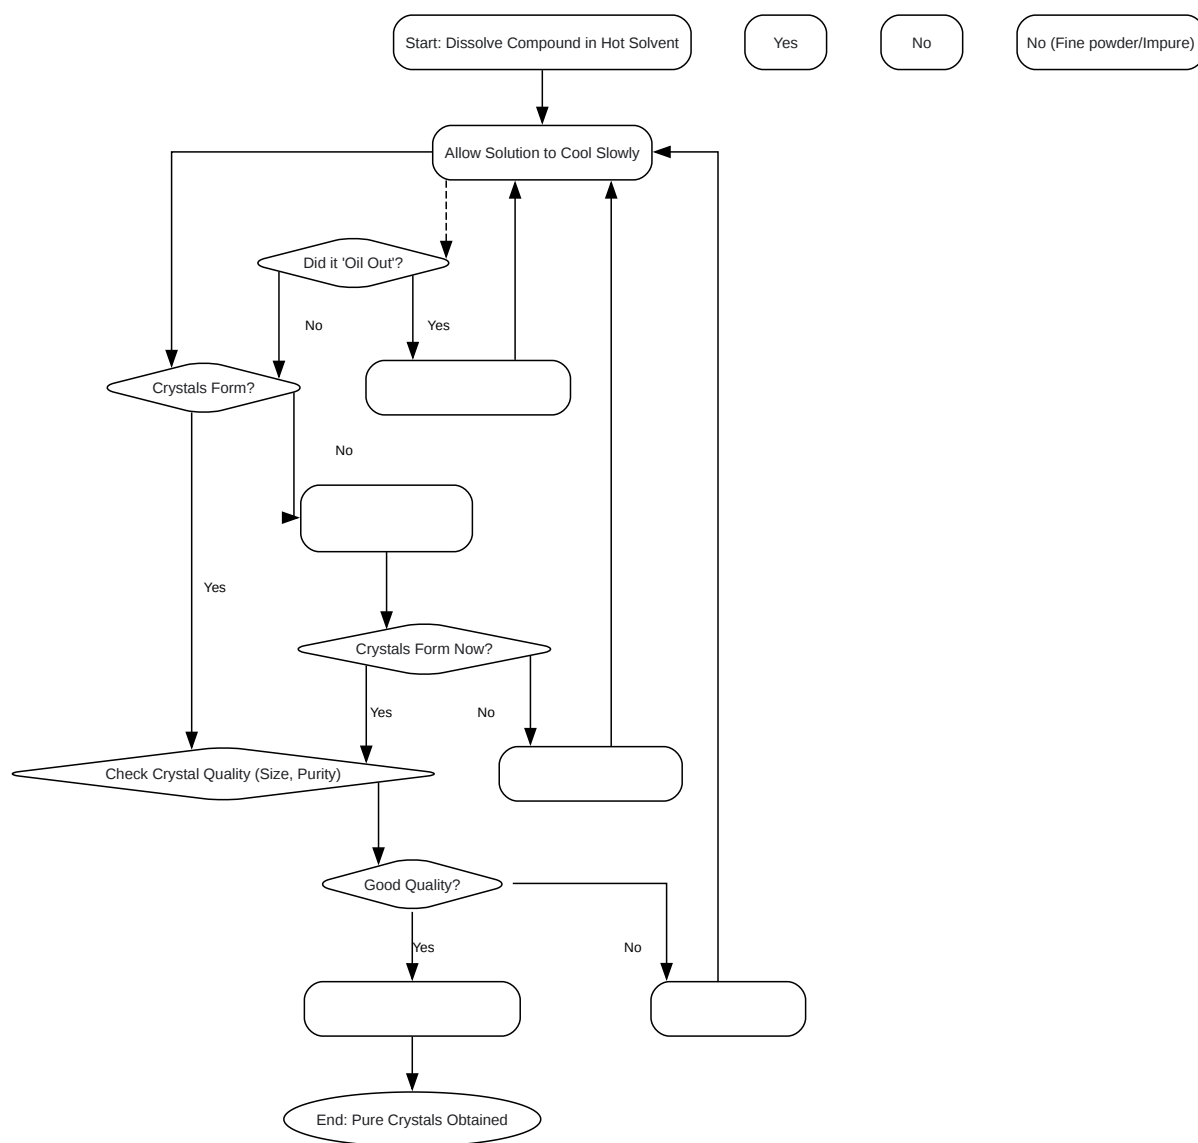 Start: Dissolve Compound in Hot Solvent
Yes
No
No (Fine powder/Impure)
Allow Solution to Cool Slowly
Did it 'Oil Out'?
No
Yes
Crystals Form?
No
Yes
Crystals Form Now?
Yes
No
Check Crystal Quality (Size, Purity)
Good Quality?
Yes
No
End: Pure Crystals Obtained